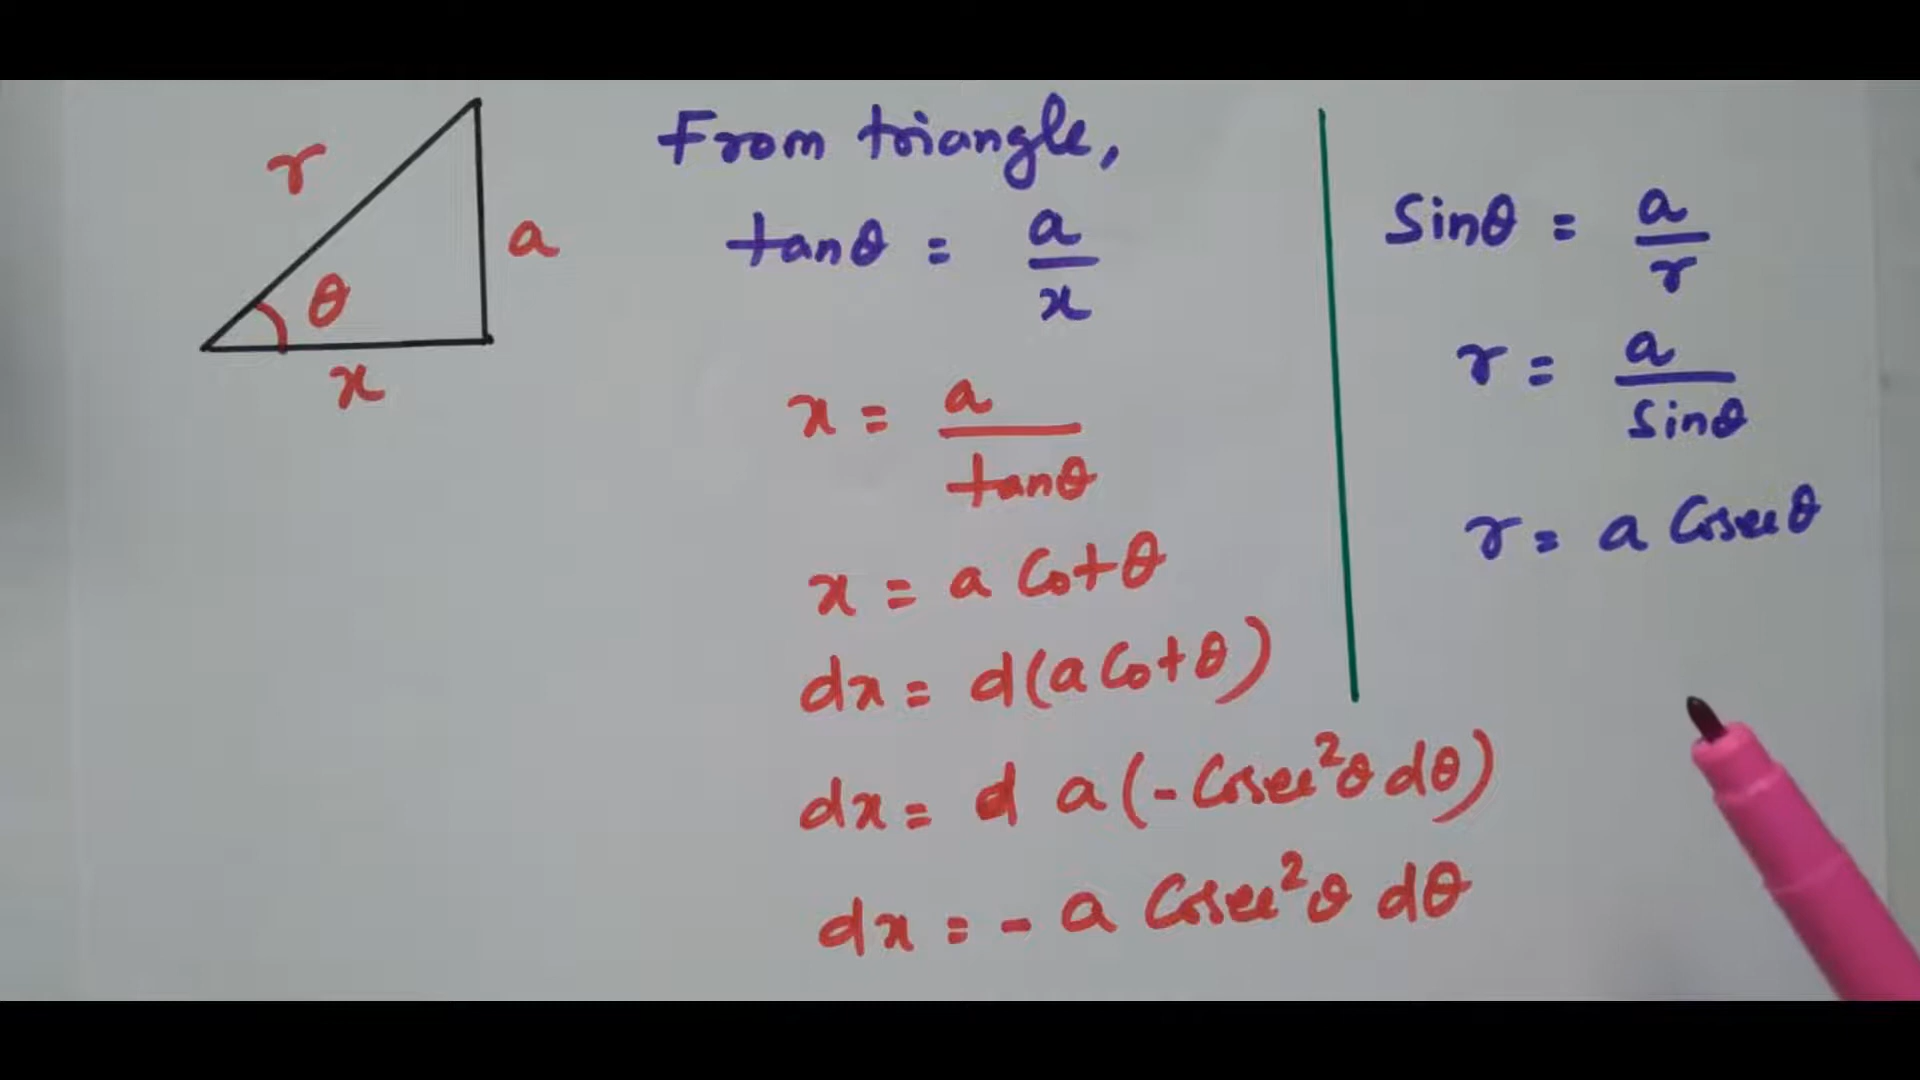 r
a
θ
x
From triangle,
tanθ = a/x
x = a/tanθ
x = a Cotθ
dx = d(a Cotθ)
dx = d a (- Cosec²θ dθ)
dx = - a Cosec²θ dθ
Sinθ = a/r
r = a/Sinθ
r = a Cosecθ